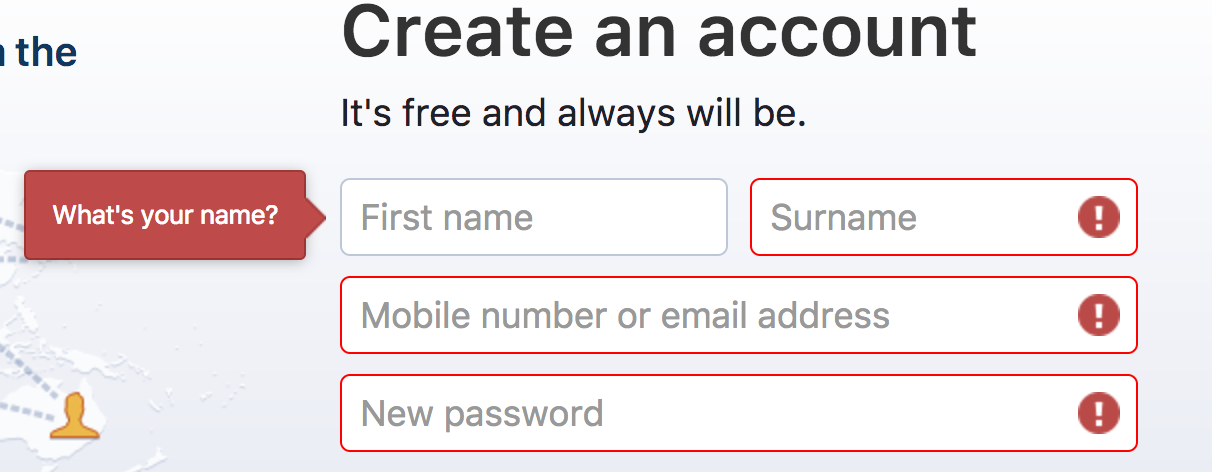 the
Create an account
It's free and always will be.
What's your name?
First name
Surname
Mobile number or email address
New password